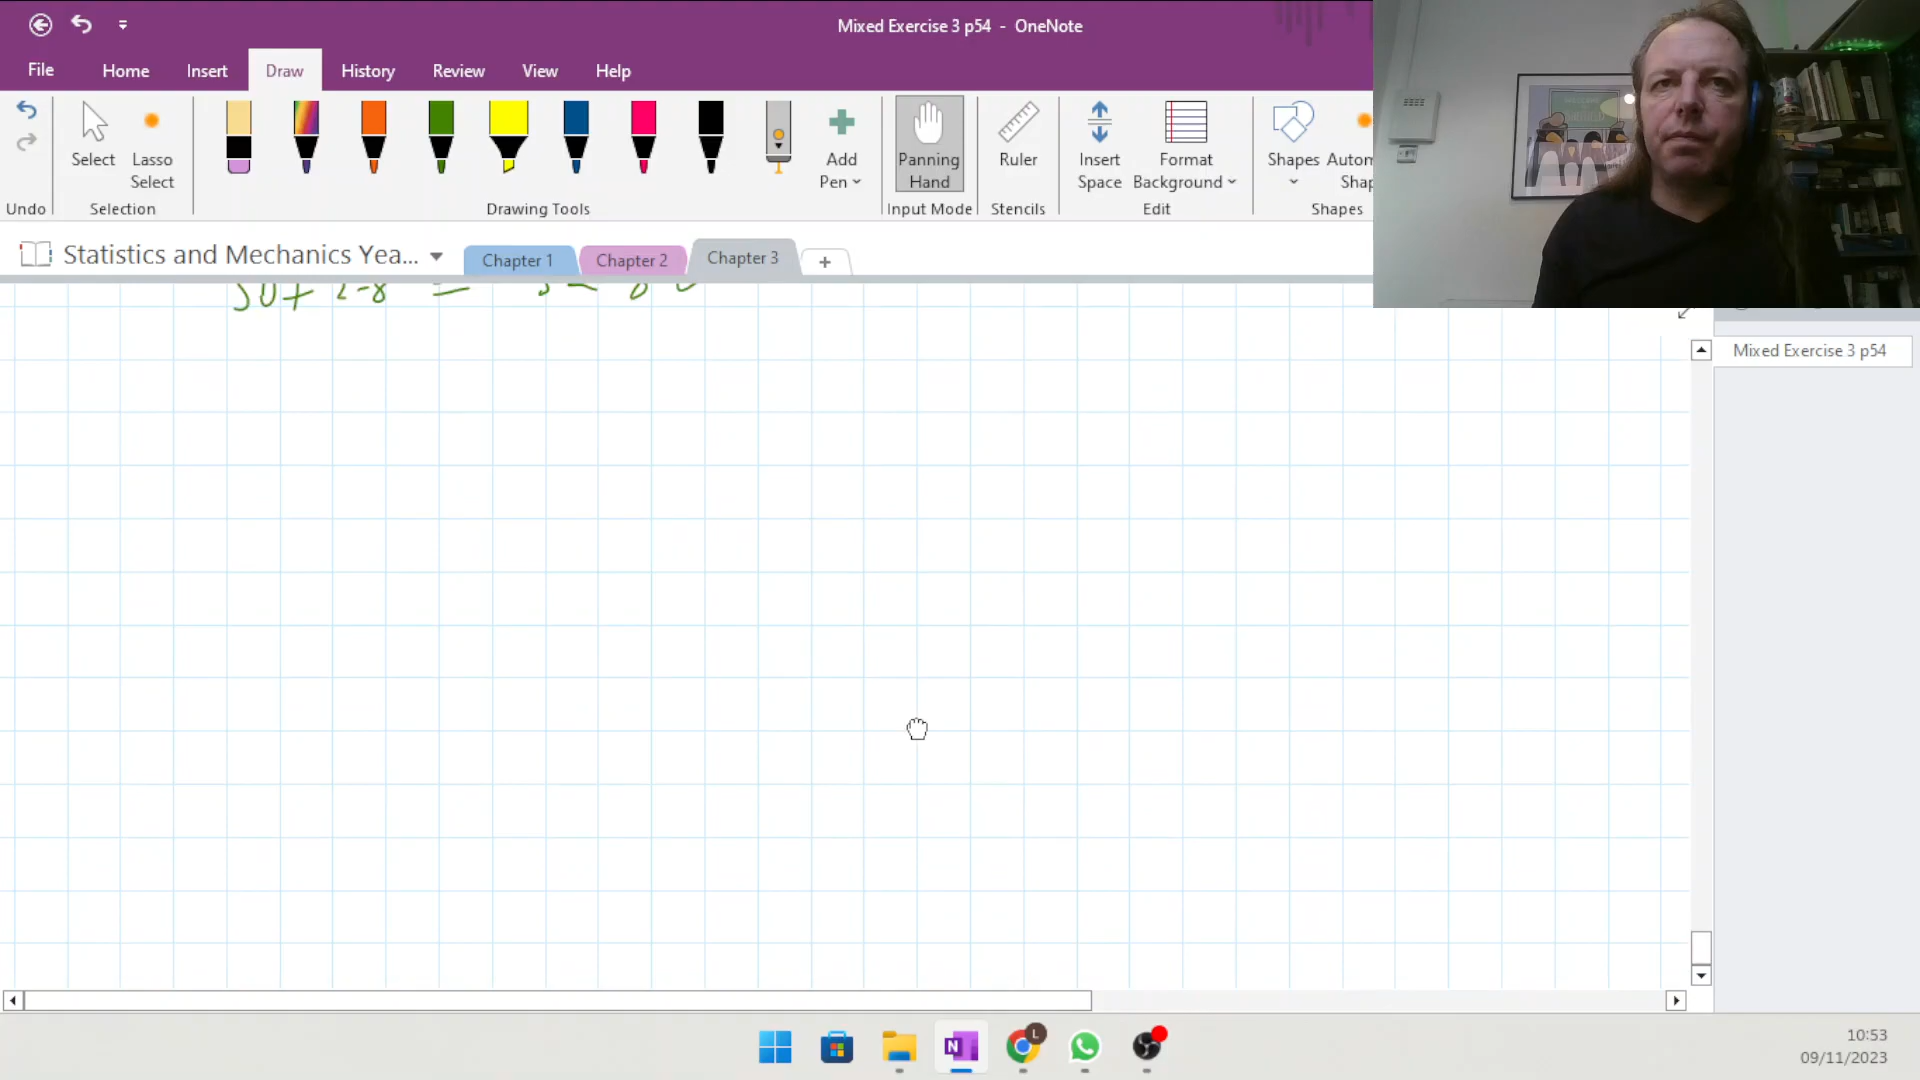 Mixed Exercise 3 p54 - OneNote
File Home Insert Draw History Review View Help
Select
Lasso Select
Add Pen
Panning Hand
Ruler
Insert Space
Format Background
Shapes
Undo Selection Drawing Tools Input Mode Stencils Edit Shapes
Statistics and Mechanics Yea... Chapter 1 Chapter 2 Chapter 3 +
Mixed Exercise 3 p54
10:53
09/11/2023